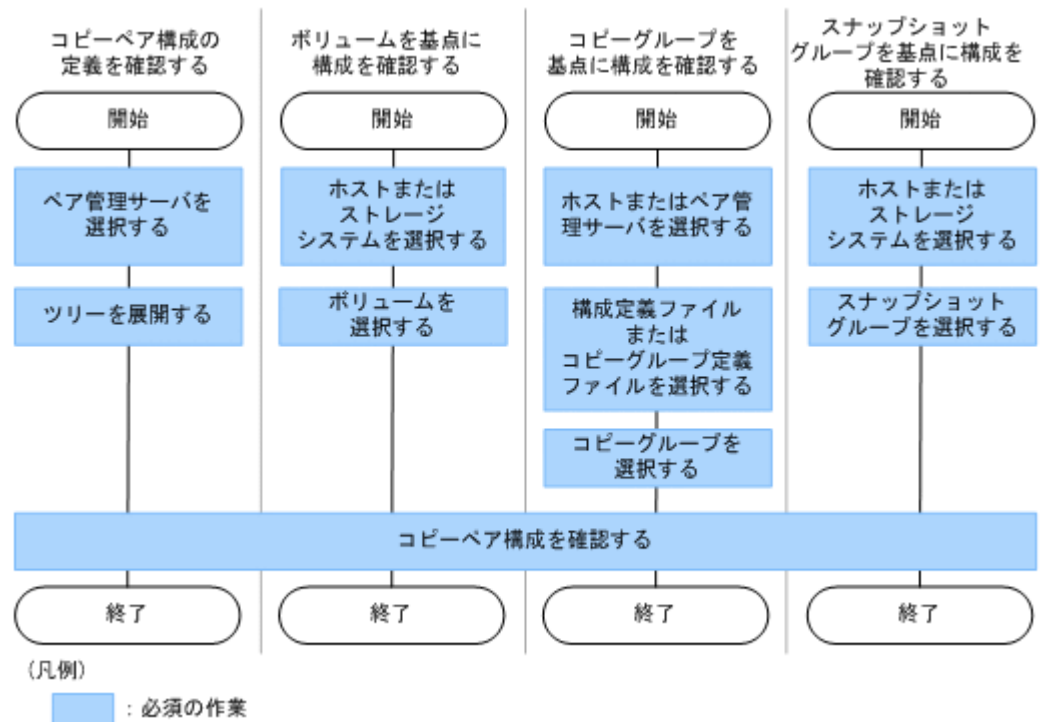 コピーペア構成の
定義を確認する
開始
ペア管理サーバを
選択する
ツリーを展開する
ボリュームを基点に
構成を確認する
開始
ホストまたは
ストレージ
システムを選択する
ボリュームを
選択する
コピーグループを
基点に構成を確認する
開始
ホストまたはペア管
理サーバを選択する
構成定義ファイル
または
コピーグループ定義
ファイルを選択する
コピーグループを
選択する
スナップショット
グループを基点に構成を
確認する
開始
ホストまたは
ストレージ
システムを選択する
スナップショット
グループを選択する
コピーペア構成を確認する
終了
終了
終了
終了
(凡例)
：必須の作業